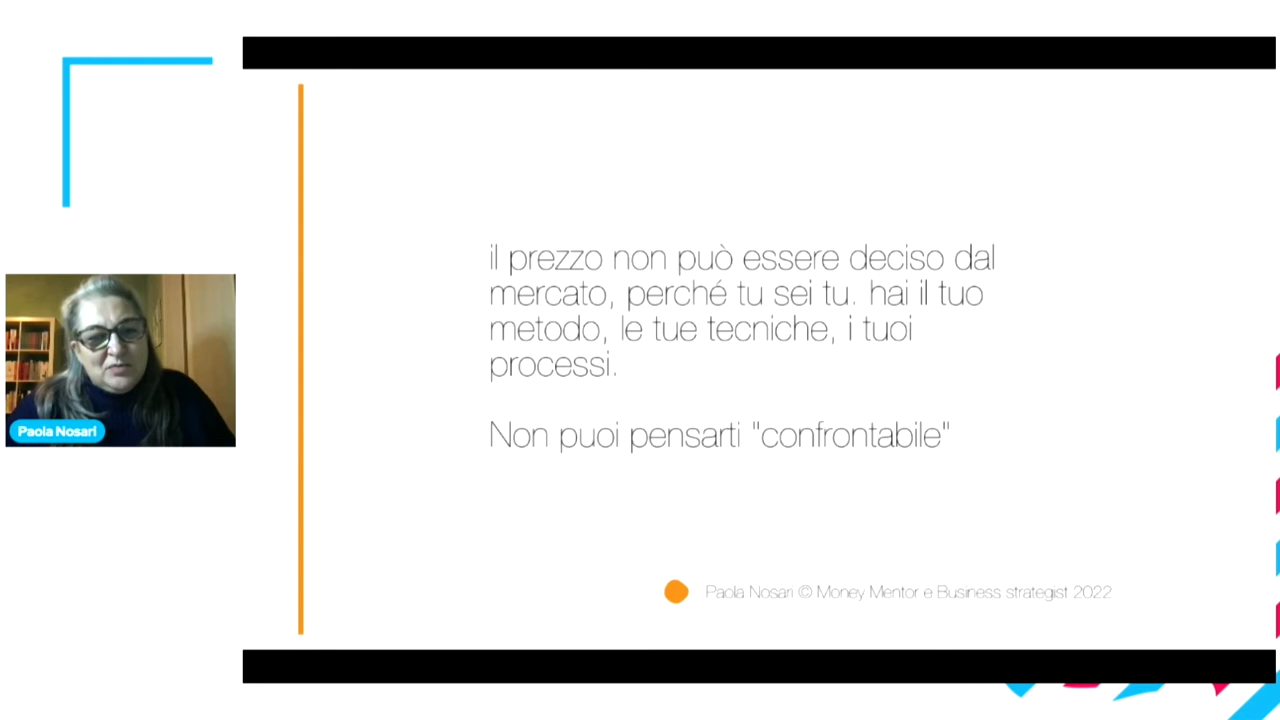 il prezzo non può essere deciso dal
mercato, perché tu sei tu. hai il tuo
metodo, le tue tecniche, i tuoi
processi.
Non puoi pensarti "confrontabile"
Paola Nosari
Paola Nosari © Money Mentor e Business strategist 2022